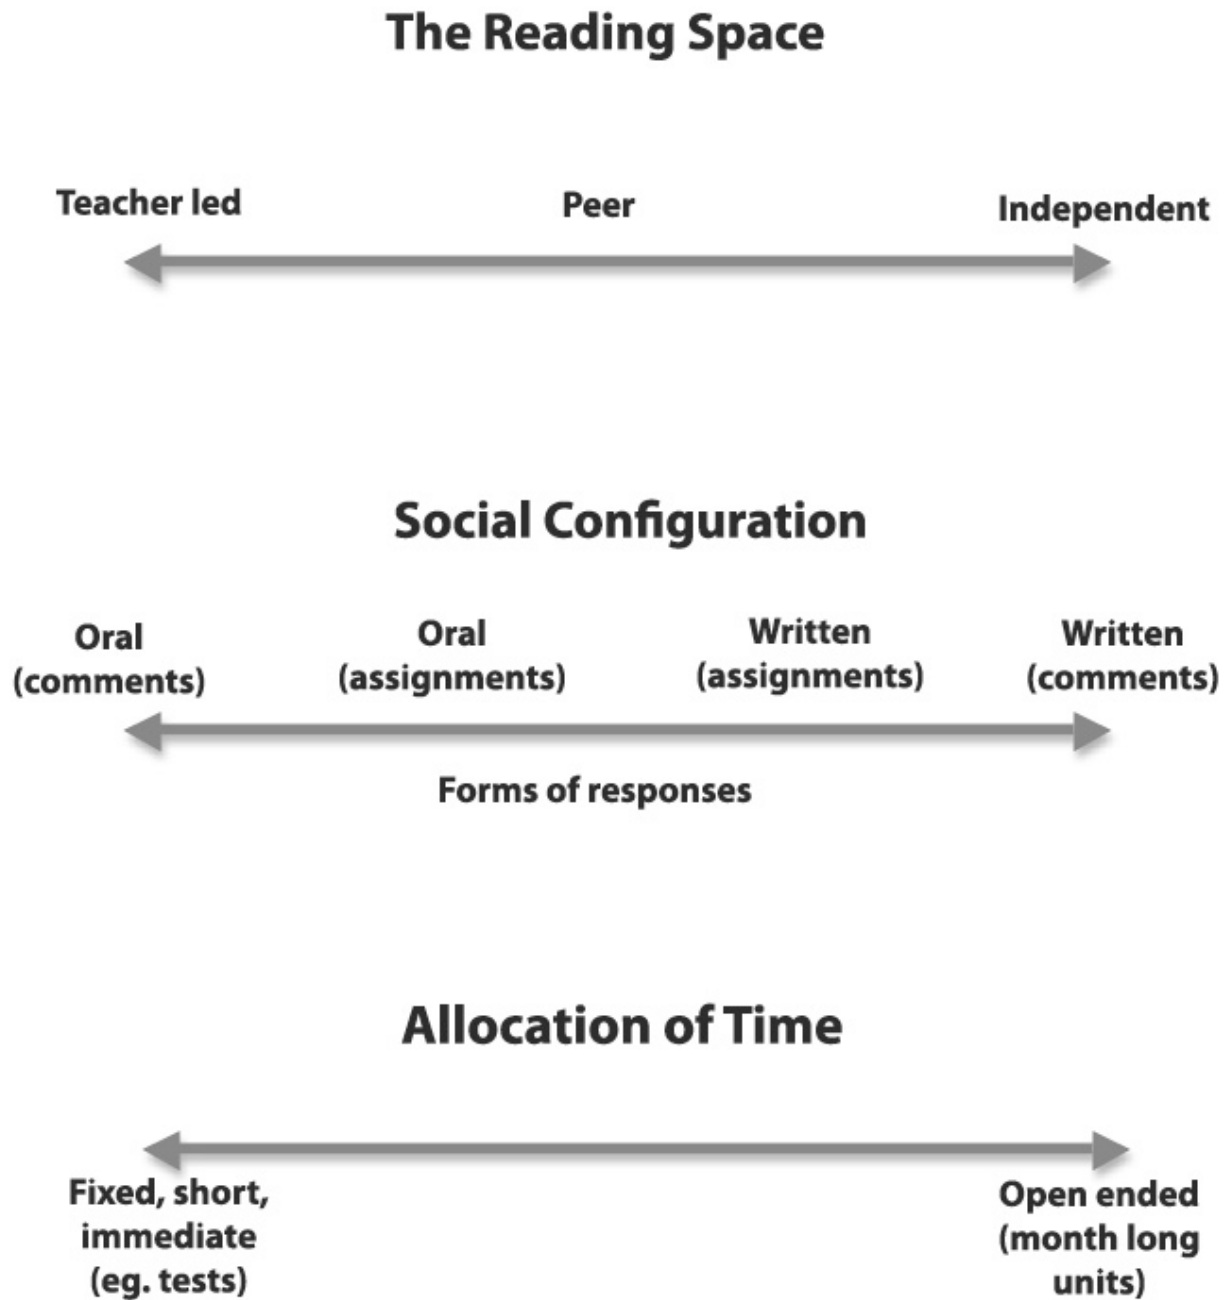 The Reading Space
Teacher led Peer Independent
Social Configuration
Oral Oral Written Written
(comments) (assignments) (assignments) (comments)
Forms of responses
Allocation of Time
Fixed, short,
immediate
(eg. tests)
Open ended
(month long
units)